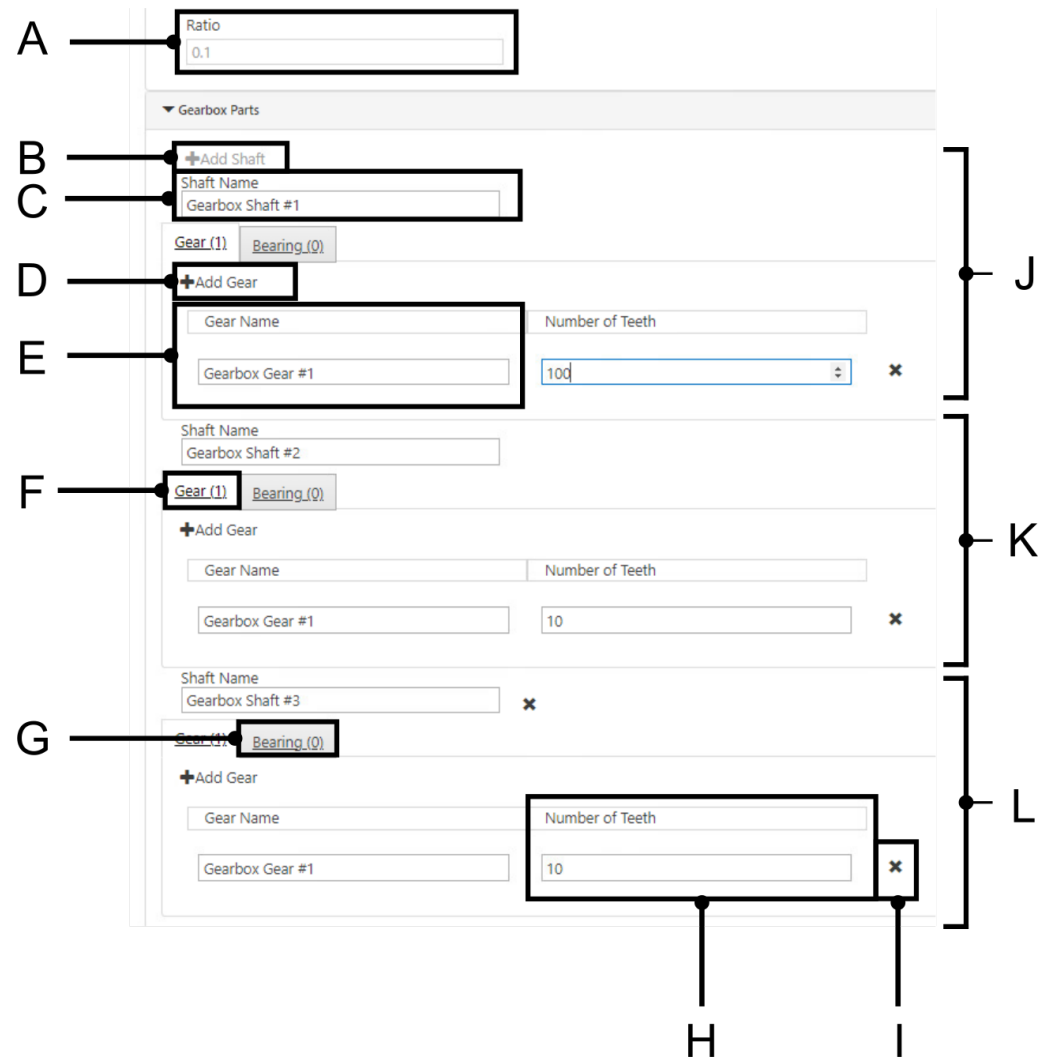 A
Ratio
0.1
Gearbox Parts
B
Add Shaft
C
Shaft Name
Gearbox Shaft #1
Gear (1) Bearing (0)
D
Add Gear
J
E
Gear Name Number of Teeth
Gearbox Gear #1 100
Shaft Name
Gearbox Shaft #2
F
Gear (1) Bearing (0)
Add Gear
K
Gear Name Number of Teeth
Gearbox Gear #1 10
Shaft Name
Gearbox Shaft #3
G
Gear (1) Bearing (0)
Add Gear
L
Gear Name Number of Teeth
Gearbox Gear #1 10
H I